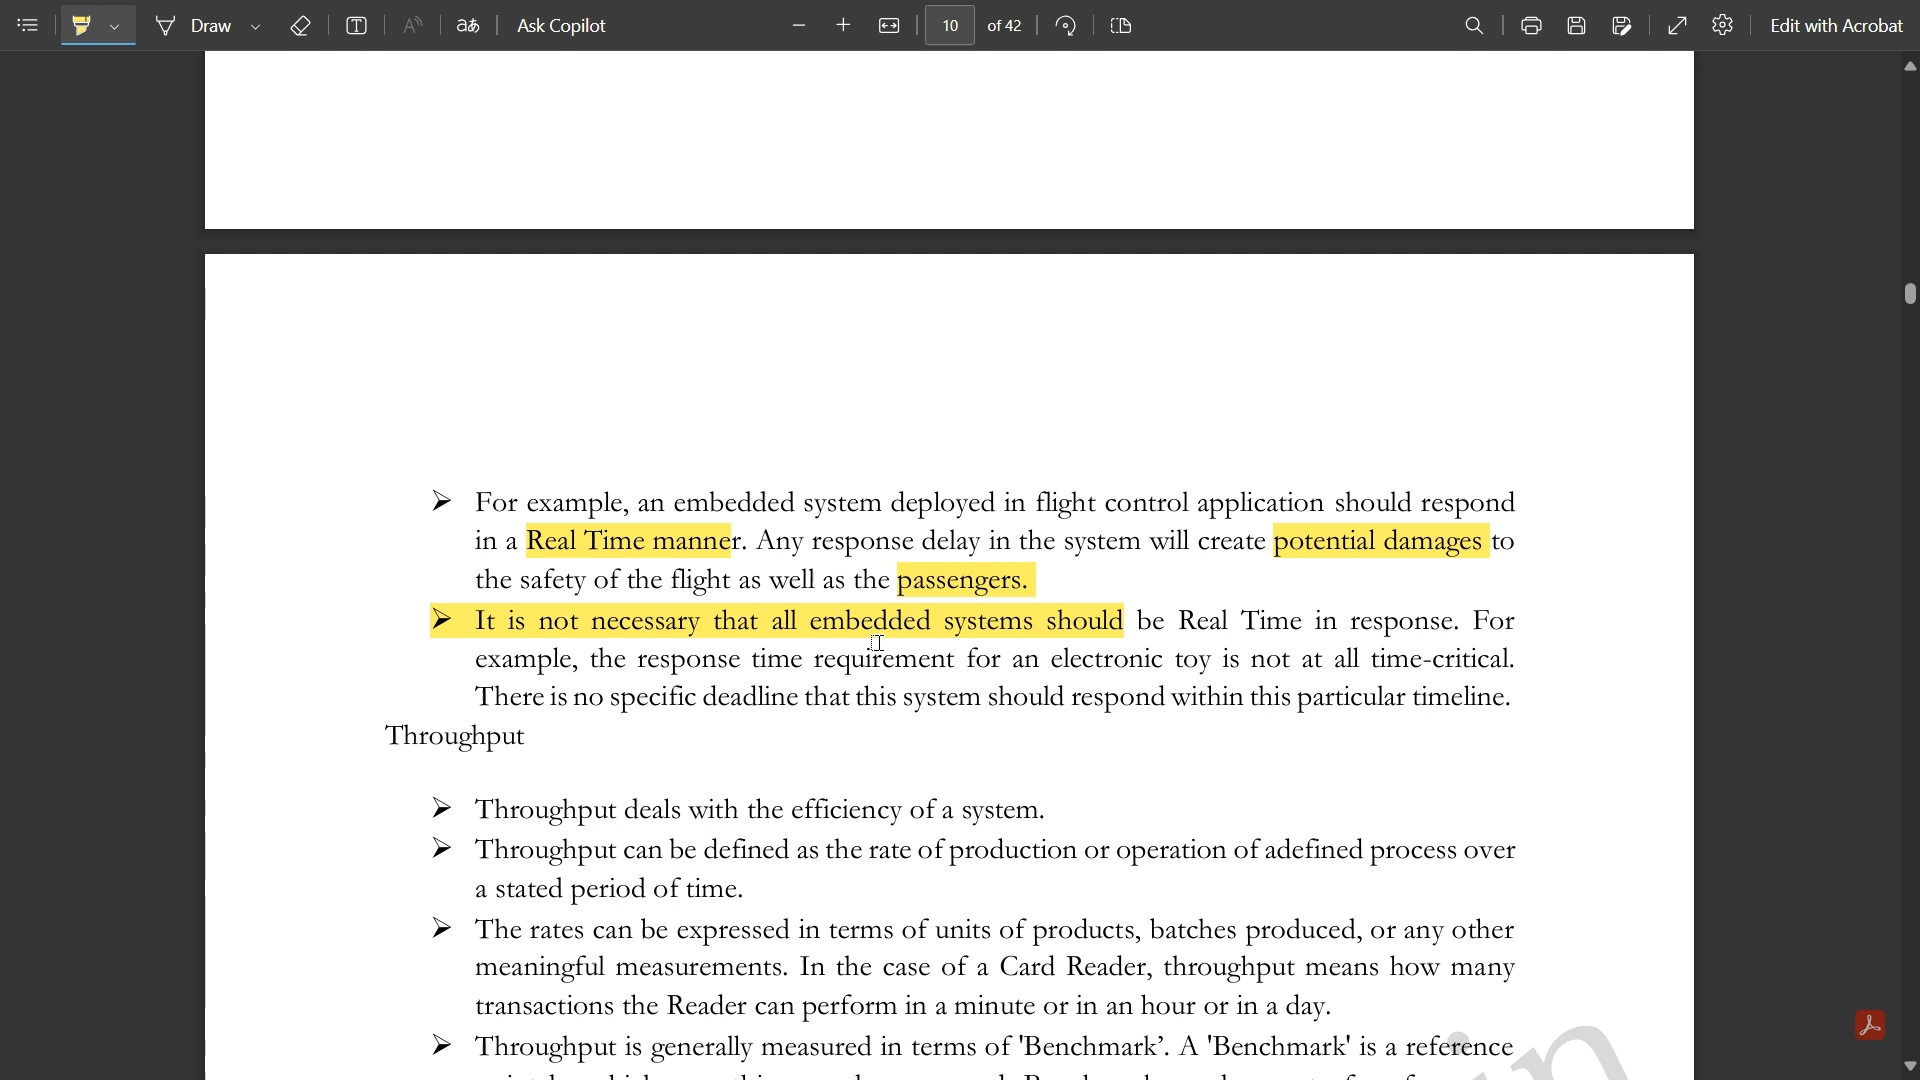 Draw
aあ
Ask Copilot
10 of 42
Edit with Acrobat
➤ For example, an embedded system deployed in flight control application should respond
in a Real Time manner. Any response delay in the system will create potential damages to
the safety of the flight as well as the passengers.
➤ It is not necessary that all embedded systems should be Real Time in response. For
example, the response time requirement for an electronic toy is not at all time-critical.
There is no specific deadline that this system should respond within this particular timeline.
Throughput
➤ Throughput deals with the efficiency of a system.
➤ Throughput can be defined as the rate of production or operation of adefined process over
a stated period of time.
➤ The rates can be expressed in terms of units of products, batches produced, or any other
meaningful measurements. In the case of a Card Reader, throughput means how many
transactions the Reader can perform in a minute or in an hour or in a day.
➤ Throughput is generally measured in terms of 'Benchmark’. A 'Benchmark' is a reference
in